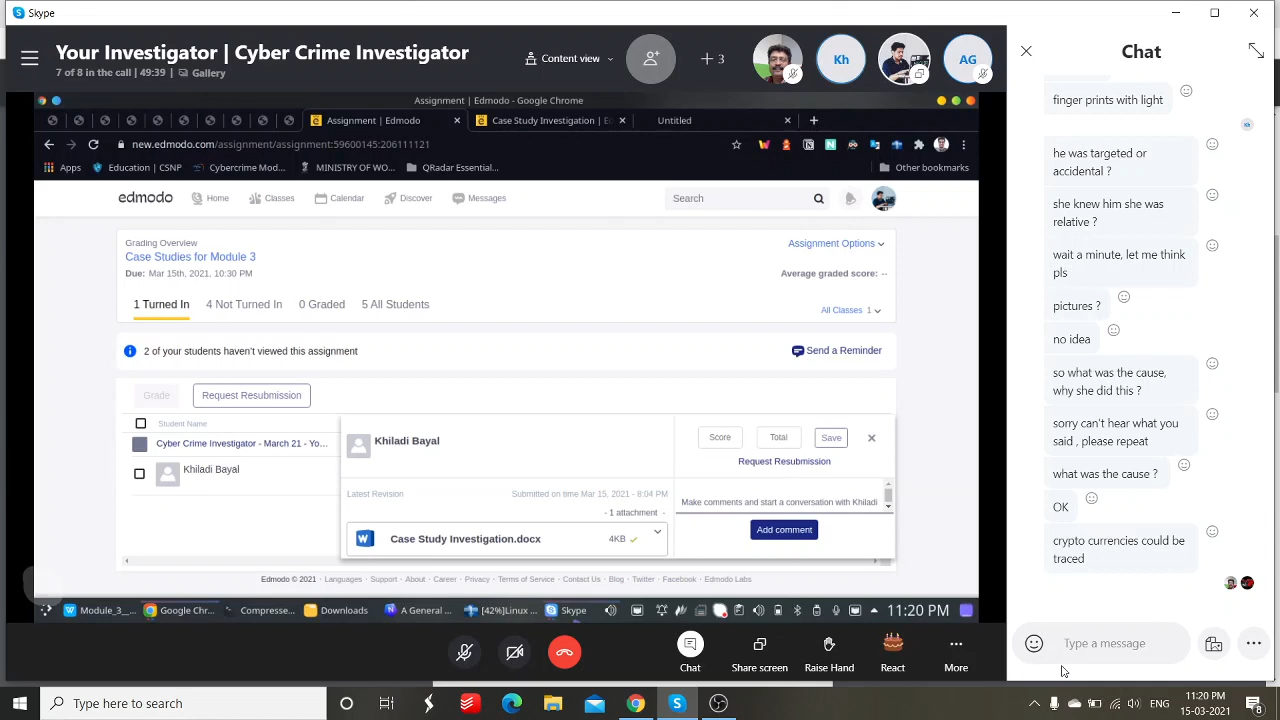 Skype
Your Investigator | Cyber Crime Investigator
7 of 8 in the call | 49:39 | Gallery
Content view
+3
Kh
AG
Chat
Assignment | Edmodo - Google Chrome
Assignment | Edmodo
Case Study Investigation | Ed
Untitled
new.edmodo.com/assignment/assignment:59600145:206111121
Apps
Education | CSNP
Cybercrime Mod...
MINISTRY OF WO...
QRadar Essential...
Other bookmarks
edmodo
Home
Classes
Calendar
Discover
Messages
Search
Grading Overview
Assignment Options
Case Studies for Module 3
Due: Mar 15th, 2021, 10:30 PM
Average graded score: --
1 Turned In
4 Not Turned In
0 Graded
5 All Students
All Classes 1
2 of your students haven't viewed this assignment
Send a Reminder
Grade
Request Resubmission
Student Name
Cyber Crime Investigator - March 21 - Yo...
Khiladi Bayal
Khiladi Bayal
Score
Total
Save
Request Resubmission
Latest Revision
Submitted on time Mar 15, 2021 - 8:04 PM
- 1 attachment -
Make comments and start a conversation with Khiladi
Add comment
Case Study Investigation.docx
4KB
Edmodo © 2021 · Languages · Support · About · Career · Privacy · Terms of Service · Contact Us · Blog · Twitter · Facebook · Edmodo Labs
Module_3__...
Google Chr...
Compresse...
Downloads
A General ...
[42%]Linux ...
Skype
11:20 PM
Chat
Share screen
Raise Hand
React
More
finger prints with light
Kh
he was targeted or
accidental ?
she knew him she was
relative ?
wait a minute, let me think
pls
pictures ?
no idea
so what was the cause,
why she did this ?
sorry can't hear what you
said , please repeat
what was the cause ?
OK
crypto currencies could be
traced
Type a message
Type here to search
11:20 PM
3/15/2021
8